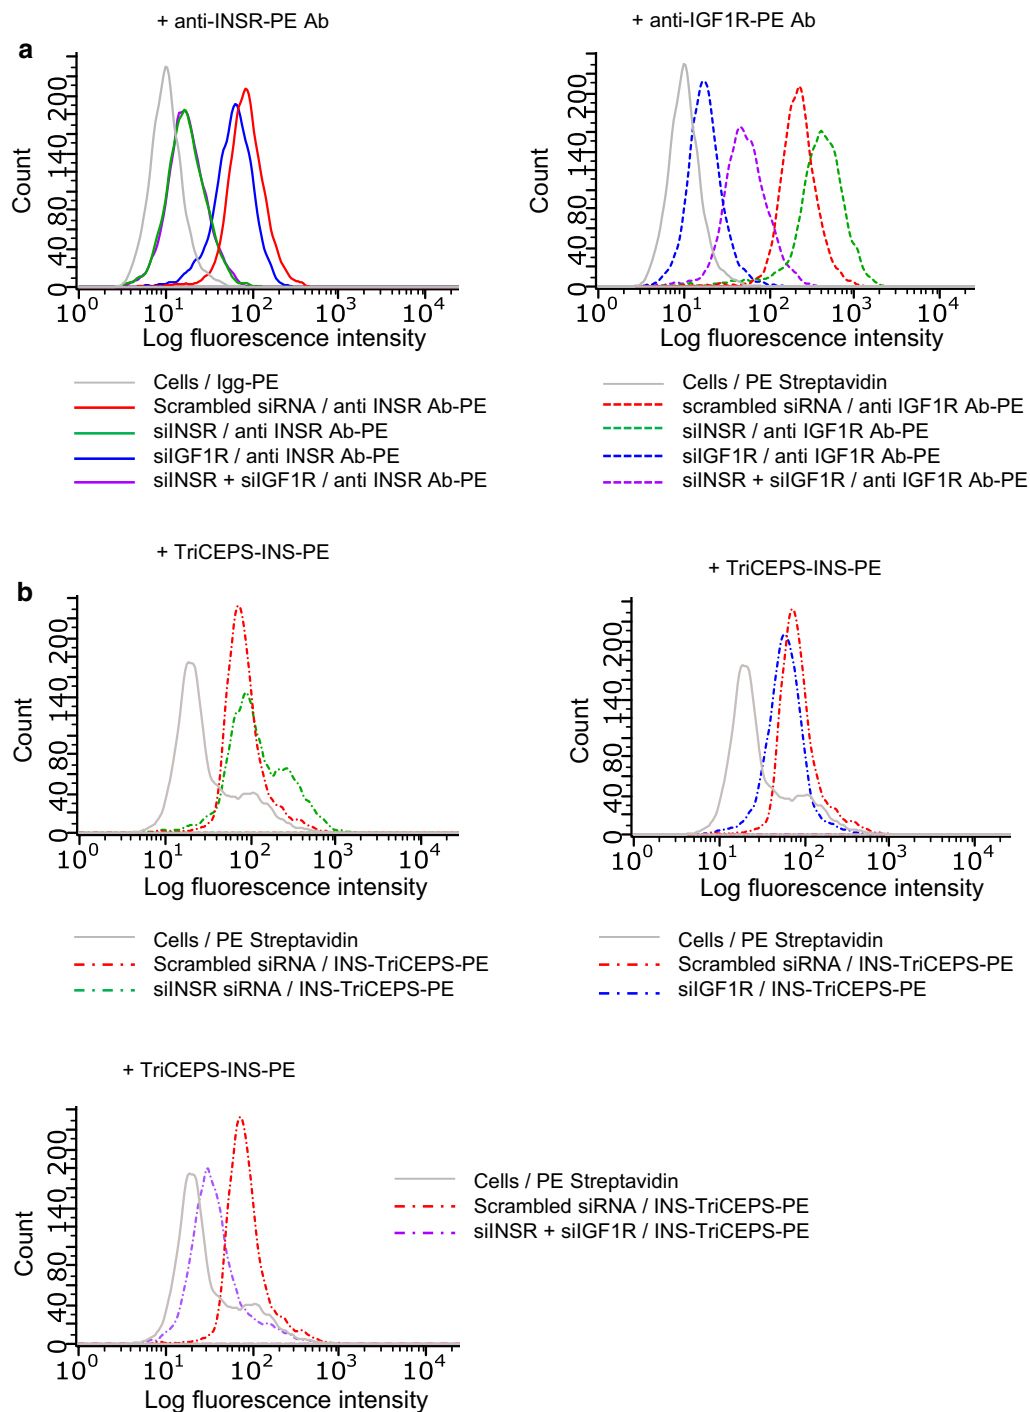 + anti-INSR-PE Ab
+ anti-IGF1R-PE Ab
a
Count
0 40 80 140 200
10^0 10^1 10^2 10^3 10^4
Log fluorescence intensity
Count
0 40 80 140 200
10^0 10^1 10^2 10^3 10^4
Log fluorescence intensity
Cells / Igg-PE
Scrambled siRNA / anti INSR Ab-PE
siINSR / anti INSR Ab-PE
siIGF1R / anti INSR Ab-PE
siINSR + siIGF1R / anti INSR Ab-PE
Cells / PE Streptavidin
scrambled siRNA / anti IGF1R Ab-PE
siINSR / anti IGF1R Ab-PE
siIGF1R / anti IGF1R Ab-PE
siINSR + siIGF1R / anti IGF1R Ab-PE
+ TriCEPS-INS-PE
+ TriCEPS-INS-PE
b
Count
0 40 80 140 200
10^0 10^1 10^2 10^3 10^4
Log fluorescence intensity
Count
0 40 80 140 200
10^0 10^1 10^2 10^3 10^4
Log fluorescence intensity
Cells / PE Streptavidin
Scrambled siRNA / INS-TriCEPS-PE
siINSR siRNA / INS-TriCEPS-PE
Cells / PE Streptavidin
Scrambled siRNA / INS-TriCEPS-PE
siIGF1R / INS-TriCEPS-PE
+ TriCEPS-INS-PE
Count
0 40 80 140 200
10^0 10^1 10^2 10^3 10^4
Log fluorescence intensity
Cells / PE Streptavidin
Scrambled siRNA / INS-TriCEPS-PE
siINSR + siIGF1R / INS-TriCEPS-PE